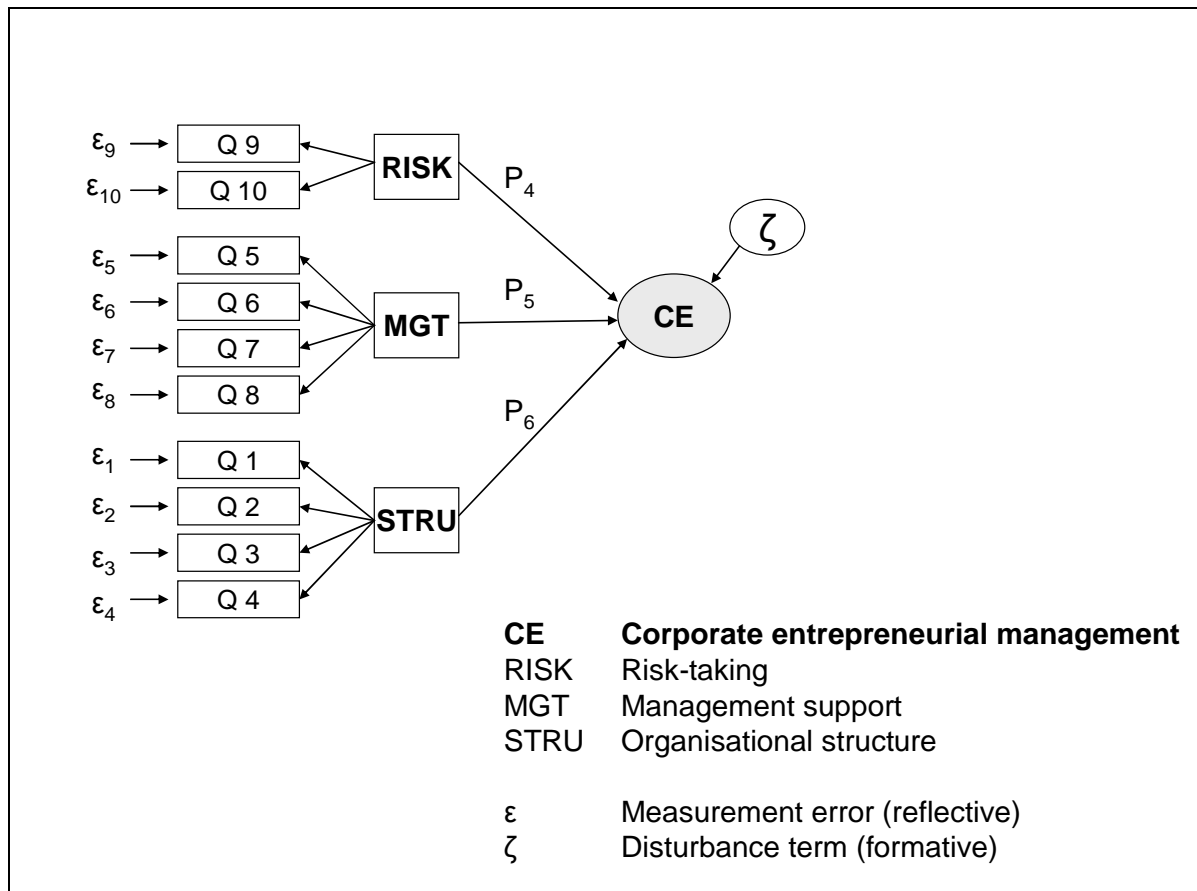 ε9 Q 9
RISK
ε10 Q 10
P4
ζ
ε5 Q 5
ε6 Q 6
P5
MGT
CE
ε7 Q 7
ε8 Q 8
P6
ε1 Q 1
ε2 Q 2
STRU
ε3 Q 3
ε4 Q 4
CE Corporate entrepreneurial management
RISK Risk-taking
MGT Management support
STRU Organisational structure
ε Measurement error (reflective)
ζ Disturbance term (formative)